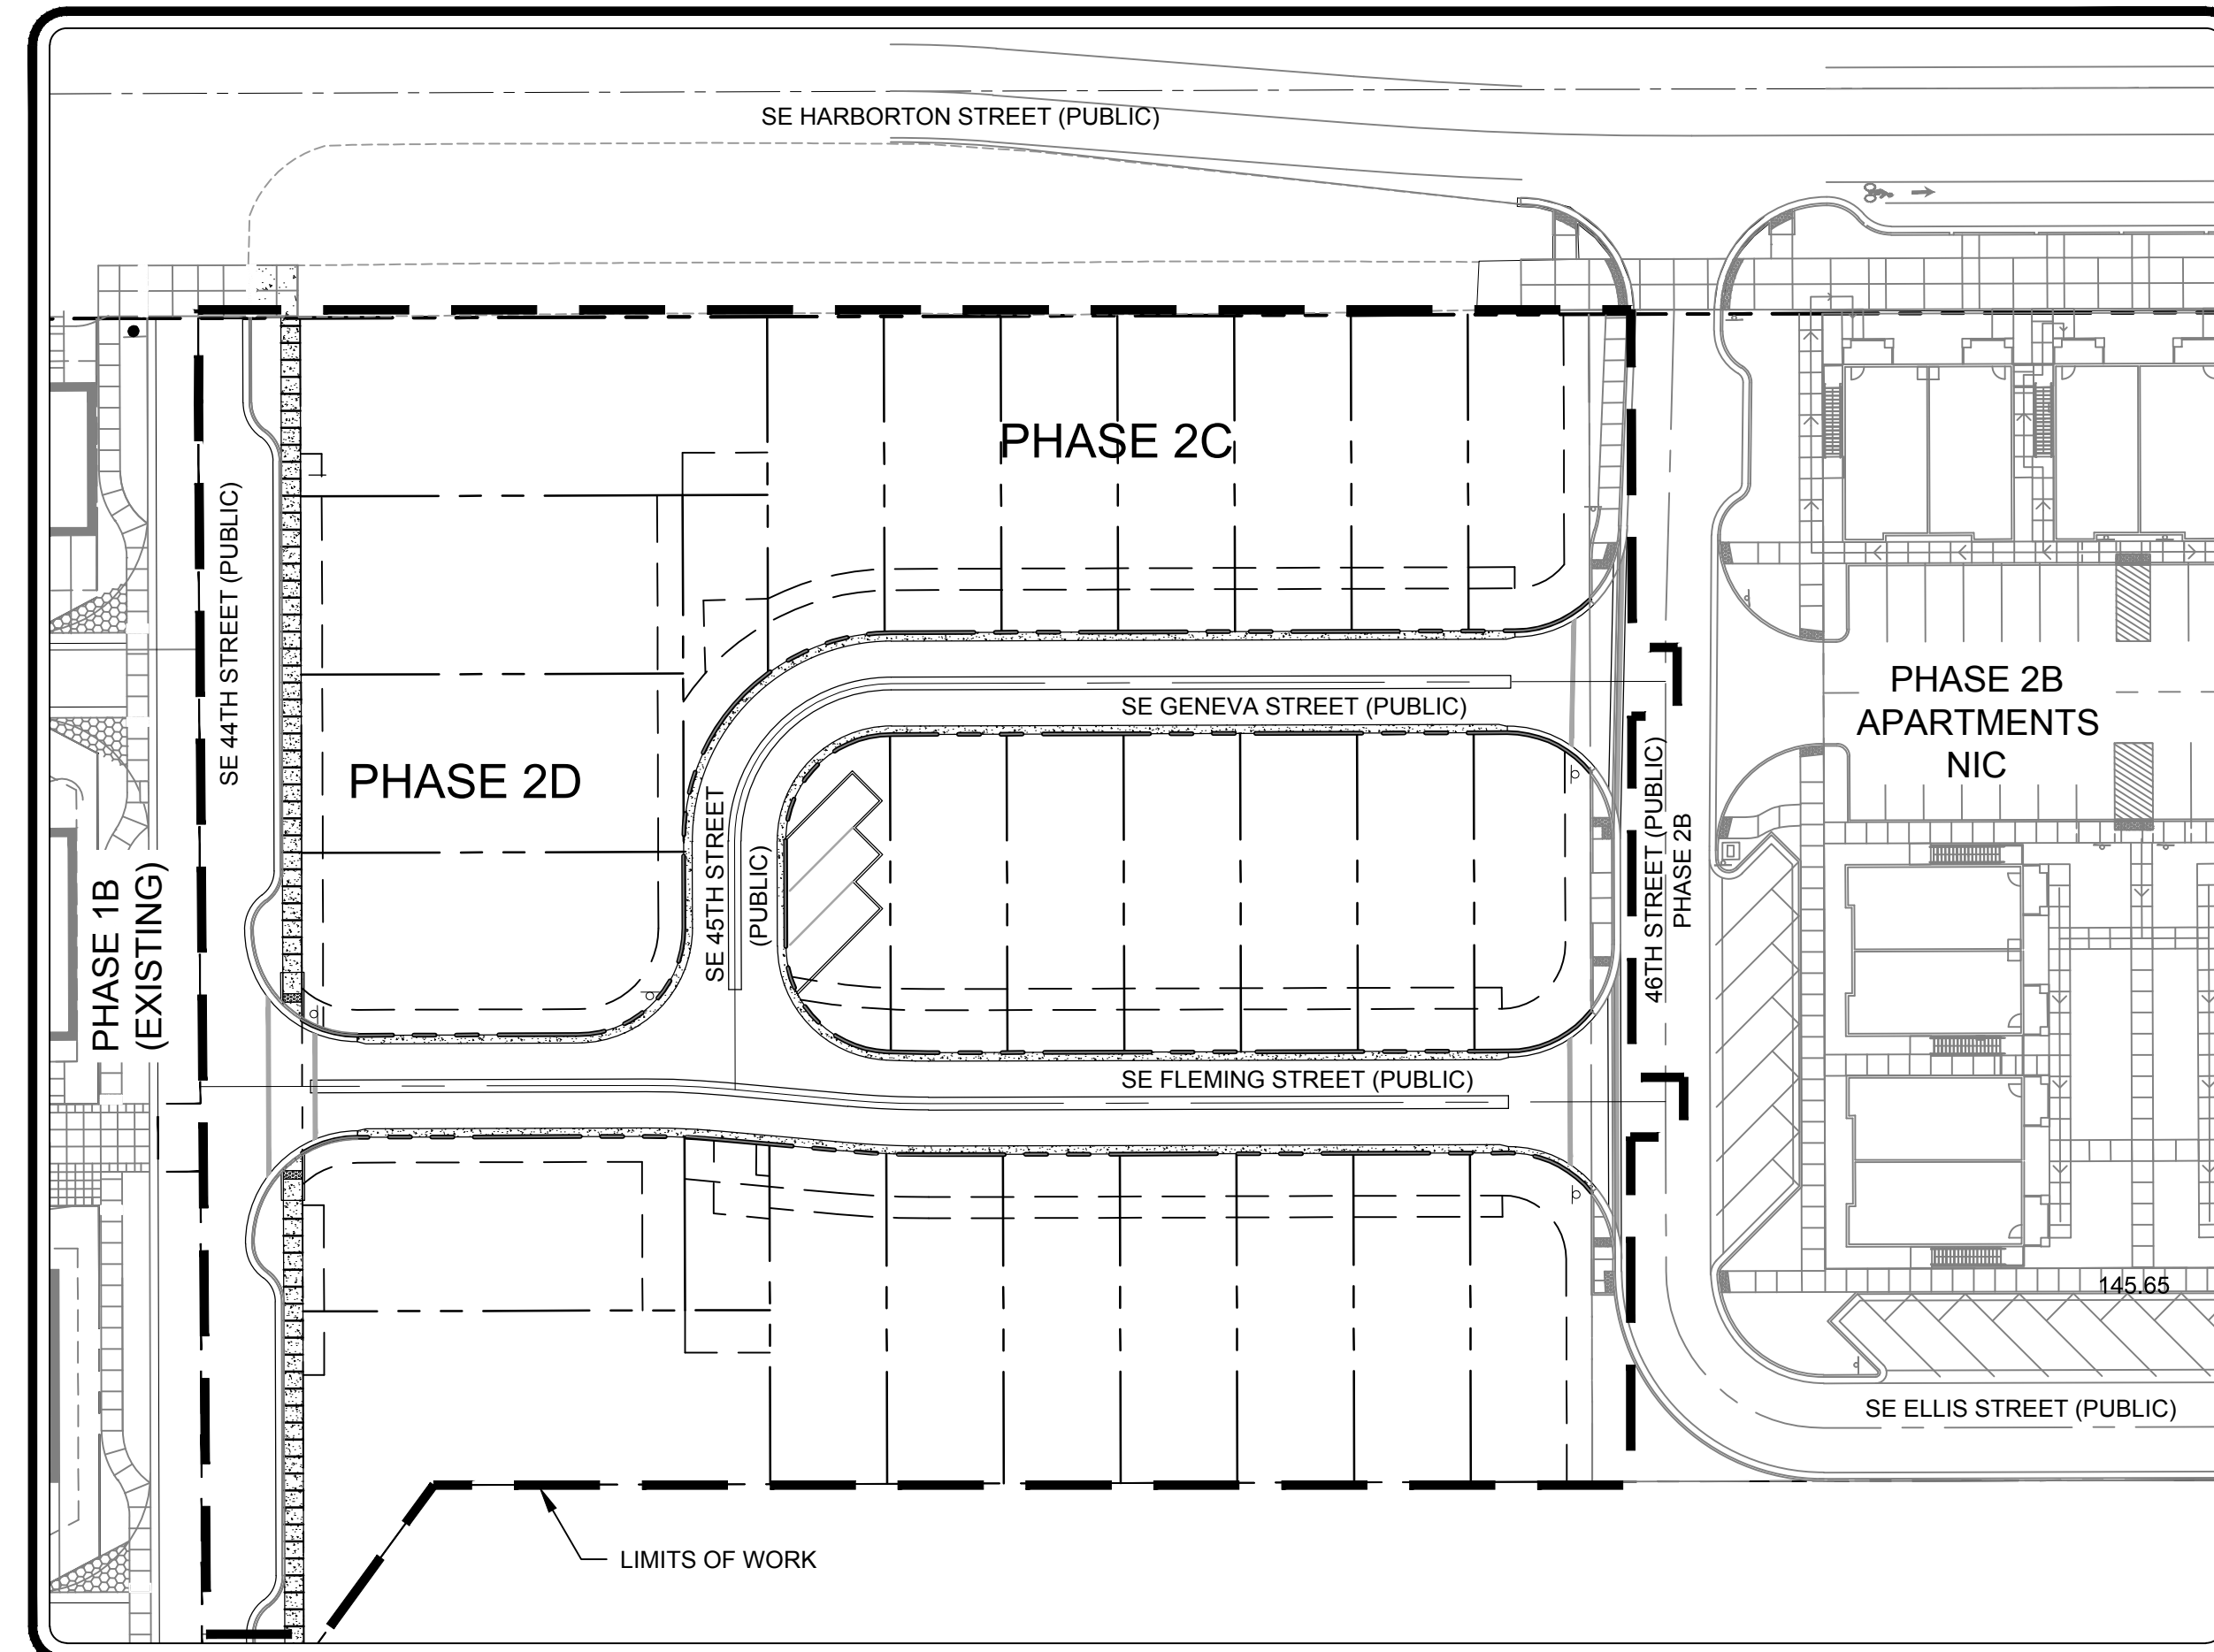 SE HARBORTON STREET (PUBLIC)
PHASE 2C
SE 44TH STREET (PUBLIC)
PHASE 2D
SE GENEVA STREET (PUBLIC)
PHASE 2B
APARTMENTS
NIC
SE 45TH STREET
(PUBLIC)
46TH STREET (PUBLIC)
PHASE 2B
PHASE 1B
(EXISTING)
SE FLEMING STREET (PUBLIC)
145.65
SE ELLIS STREET (PUBLIC)
LIMITS OF WORK